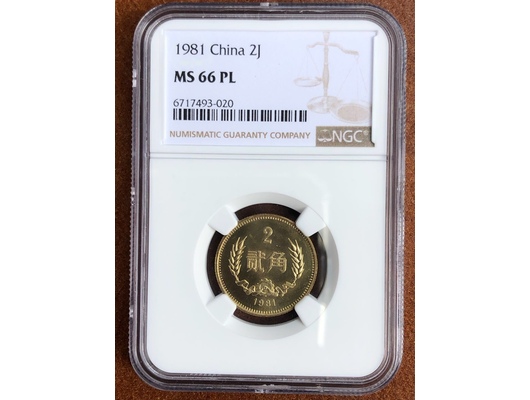 1981 China 2J
MS 66 PL
6717493-020
NUMISMATIC GUARANTY COMPANY
NGC®
2
贰角
1981